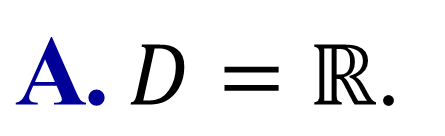 A. D = ℝ.